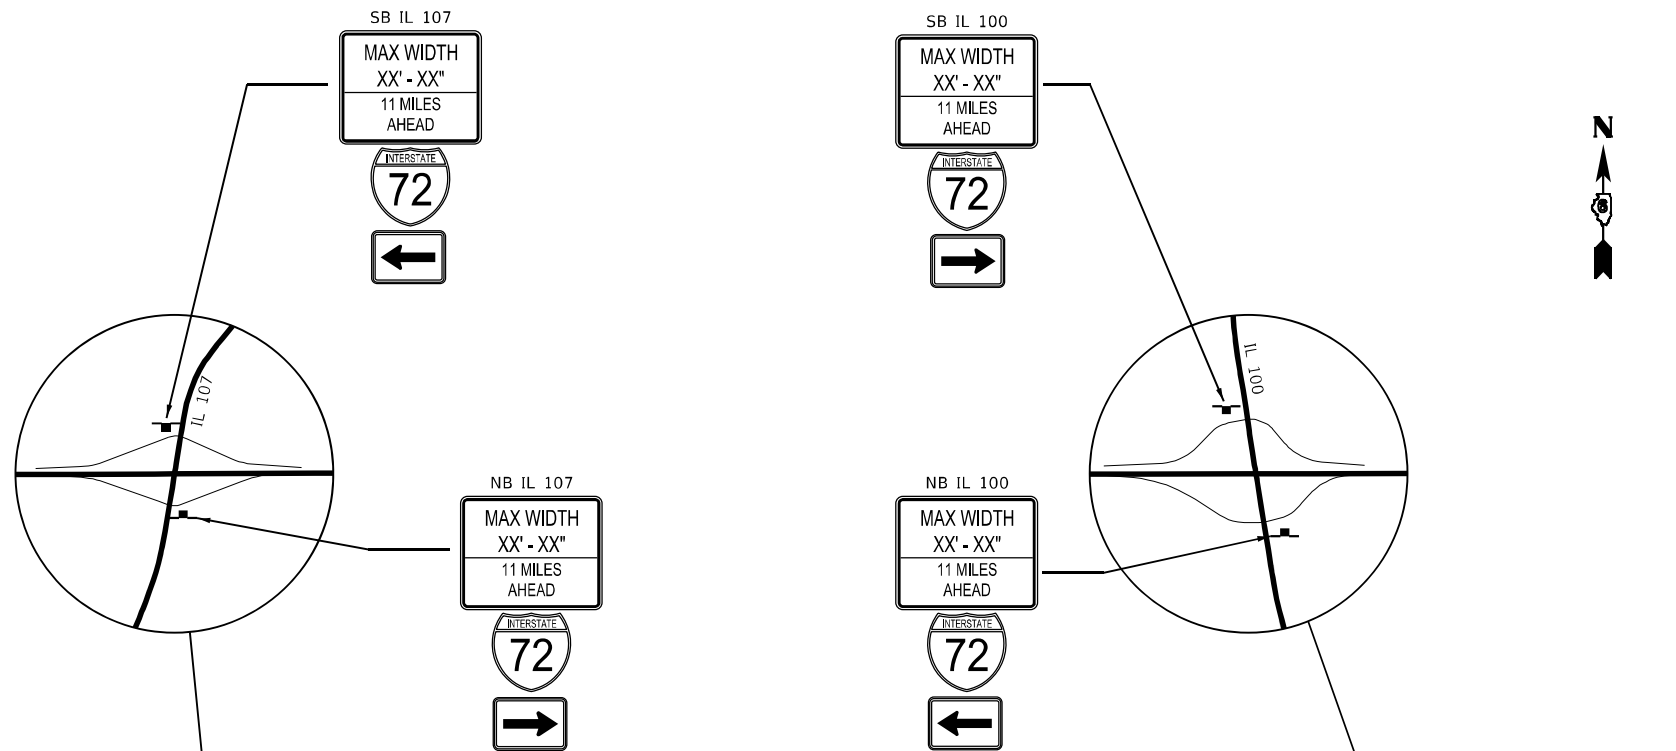 SB IL 107
MAX WIDTH
XX' - XX"
11 MILES
AHEAD
INTERSTATE
72
SB IL 100
MAX WIDTH
XX' - XX"
11 MILES
AHEAD
INTERSTATE
72
N
6
IL 107
IL 100
NB IL 107
MAX WIDTH
XX' - XX"
11 MILES
AHEAD
INTERSTATE
72
NB IL 100
MAX WIDTH
XX' - XX"
11 MILES
AHEAD
INTERSTATE
72